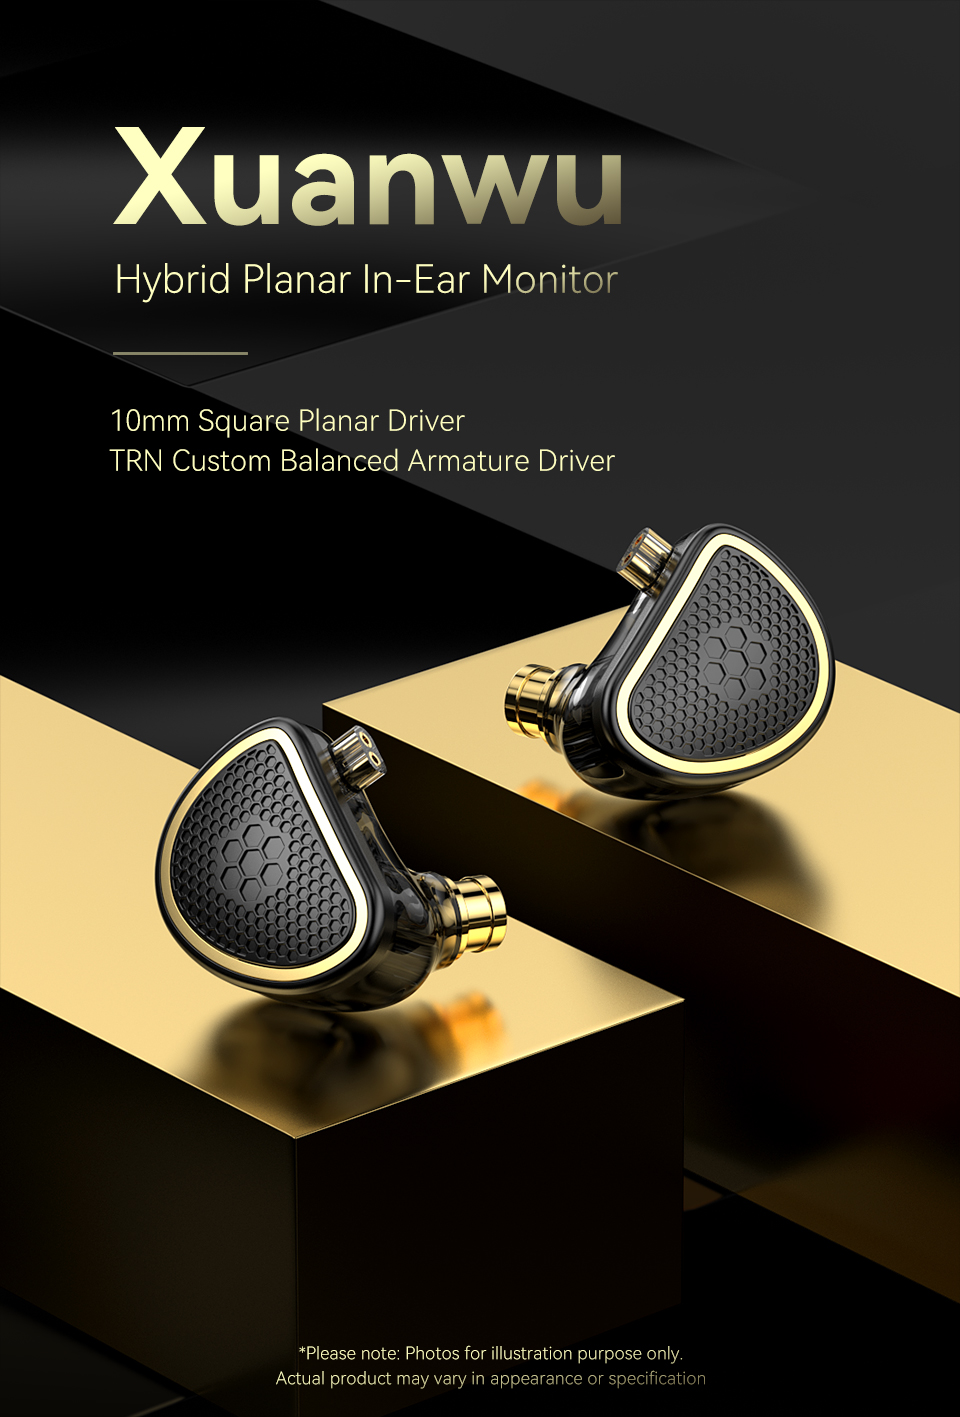 Xuanwu
Hybrid Planar In-Ear Monitor
10mm Square Planar Driver
TRN Custom Balanced Armature Driver
*Please note: Photos for illustration purpose only.
Actual product may vary in appearance or specification